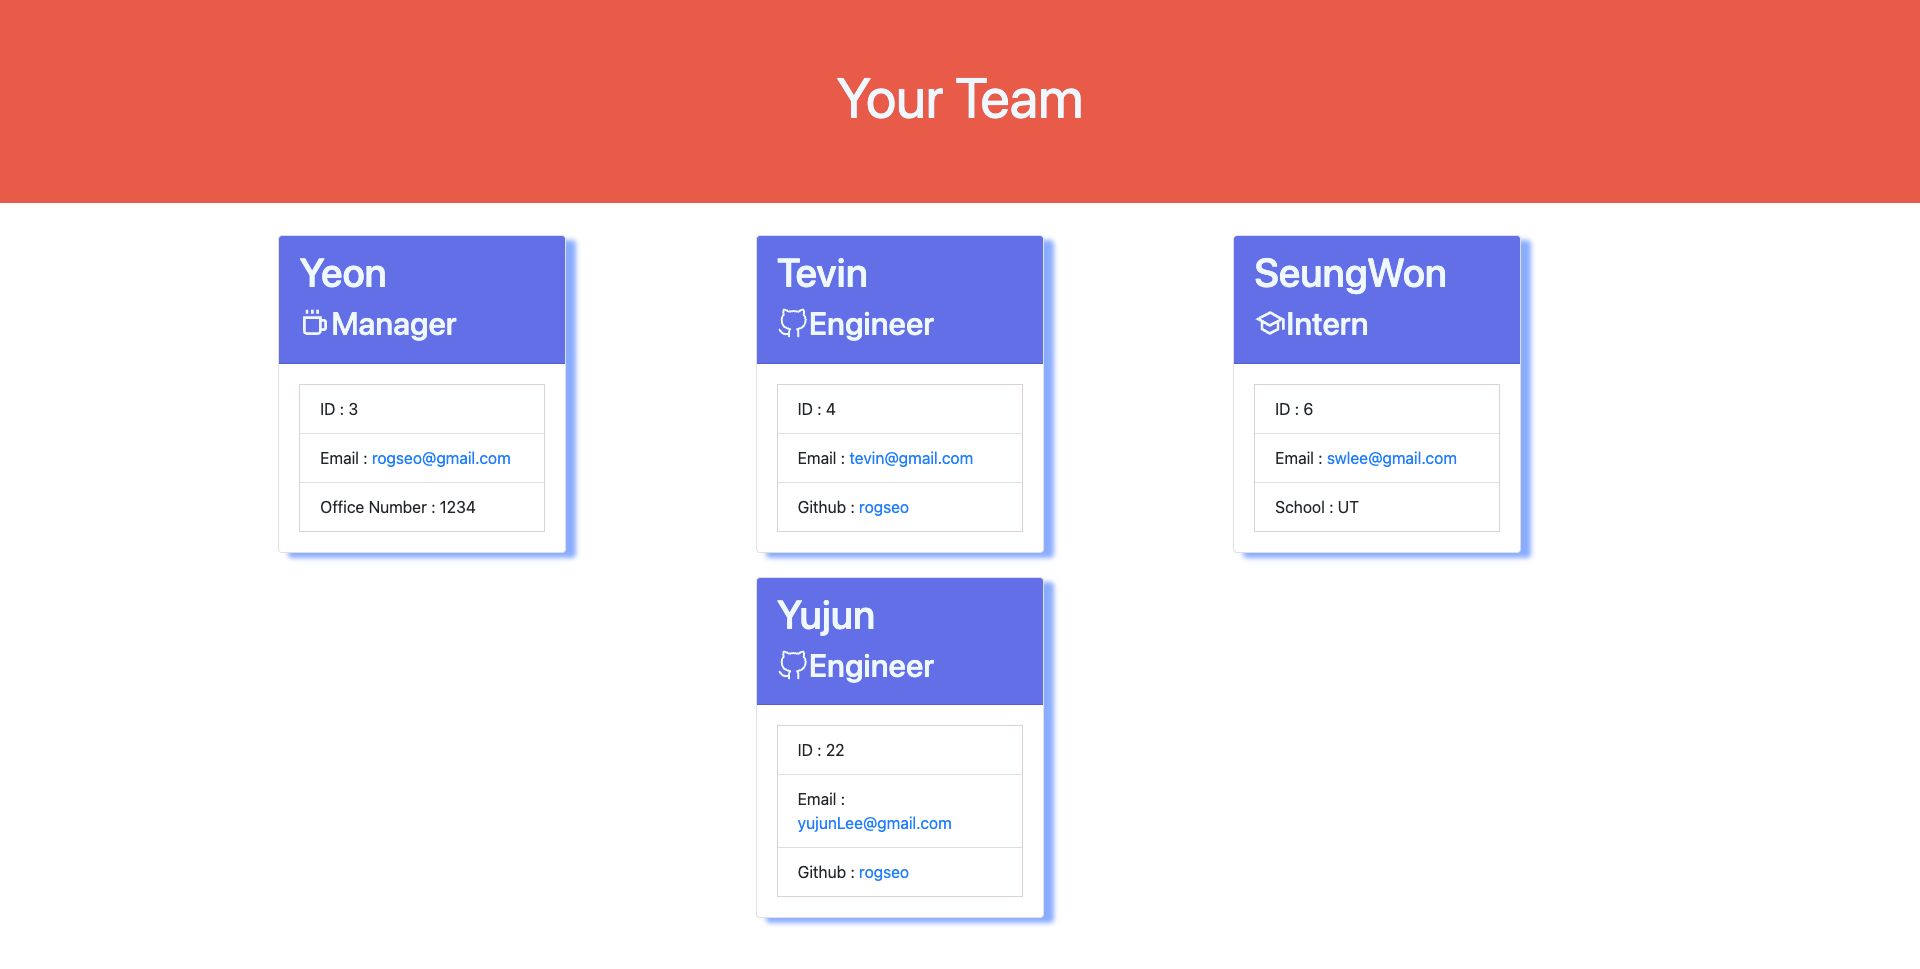 Your Team
Yeon
Manager
ID : 3
Email : rogseo@gmail.com
Office Number : 1234
Tevin
Engineer
ID : 4
Email : tevin@gmail.com
Github : rogseo
SeungWon
Intern
ID : 6
Email : swlee@gmail.com
School : UT
Yujun
Engineer
ID : 22
Email :
yujunLee@gmail.com
Github : rogseo